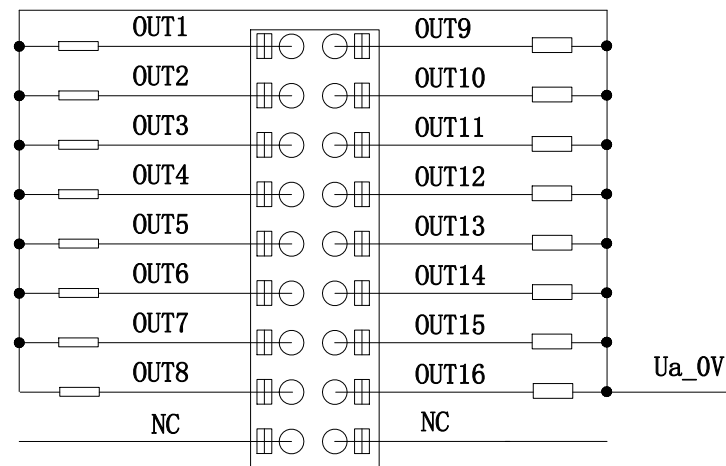 OUT1 OUT9
OUT2 OUT10
OUT3 OUT11
OUT4 OUT12
OUT5 OUT13
OUT6 OUT14
OUT7 OUT15
OUT8 OUT16 Ua_0V
NC NC